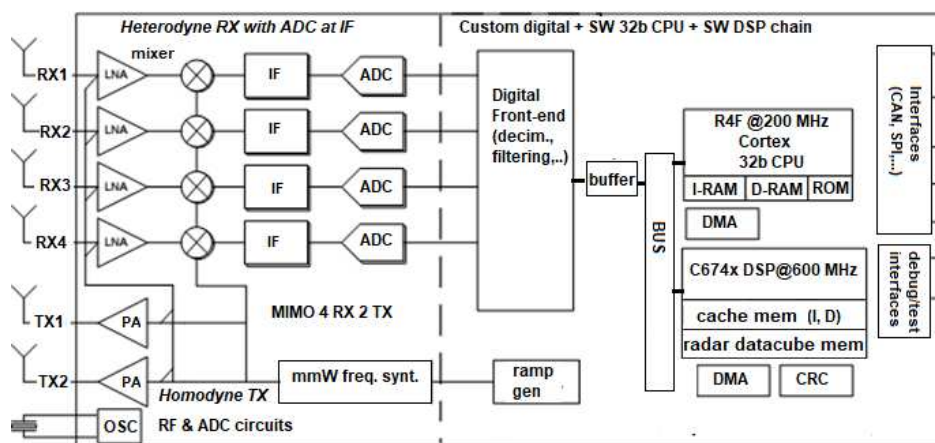 Heterodyne RX with ADC at IF
Custom digital + SW 32b CPU + SW DSP chain
mixer
RX1
LNA
IF
ADC
RX2
LNA
IF
ADC
RX3
LNA
IF
ADC
RX4
LNA
IF
ADC
Digital
Front-end
(decim.,
filtering,..)
buffer
BUS
R4F @200 MHz
Cortex
32b CPU
I-RAM D-RAM ROM
DMA
C674x DSP@600 MHz
cache mem (I, D)
radar datacube mem
DMA
CRC
Interfaces
(CAN, SPI,...)
debug/test
interfaces
TX1
PA
MIMO 4 RX 2 TX
TX2
PA
mmW freq. synt.
ramp
gen
Homodyne TX
OSC
RF & ADC circuits